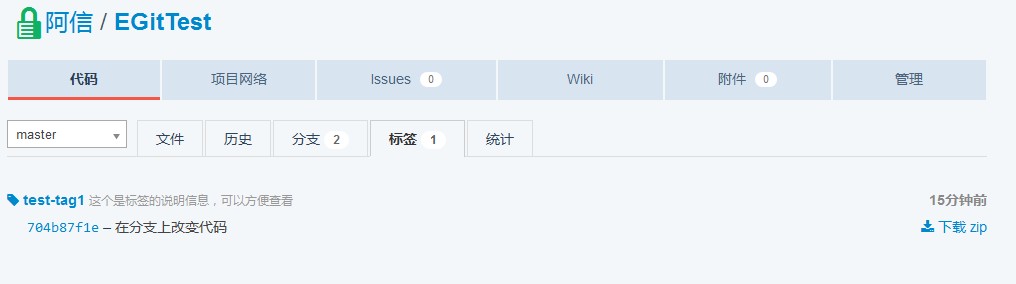 阿信 / EGitTest
代码 项目网络 Issues 0 Wiki 附件 0 管理
master 文件 历史 分支 2 标签 1 统计
test-tag1 这个是标签的说明信息，可以方便查看 15分钟前
704b87f1e – 在分支上改变代码 下载 zip